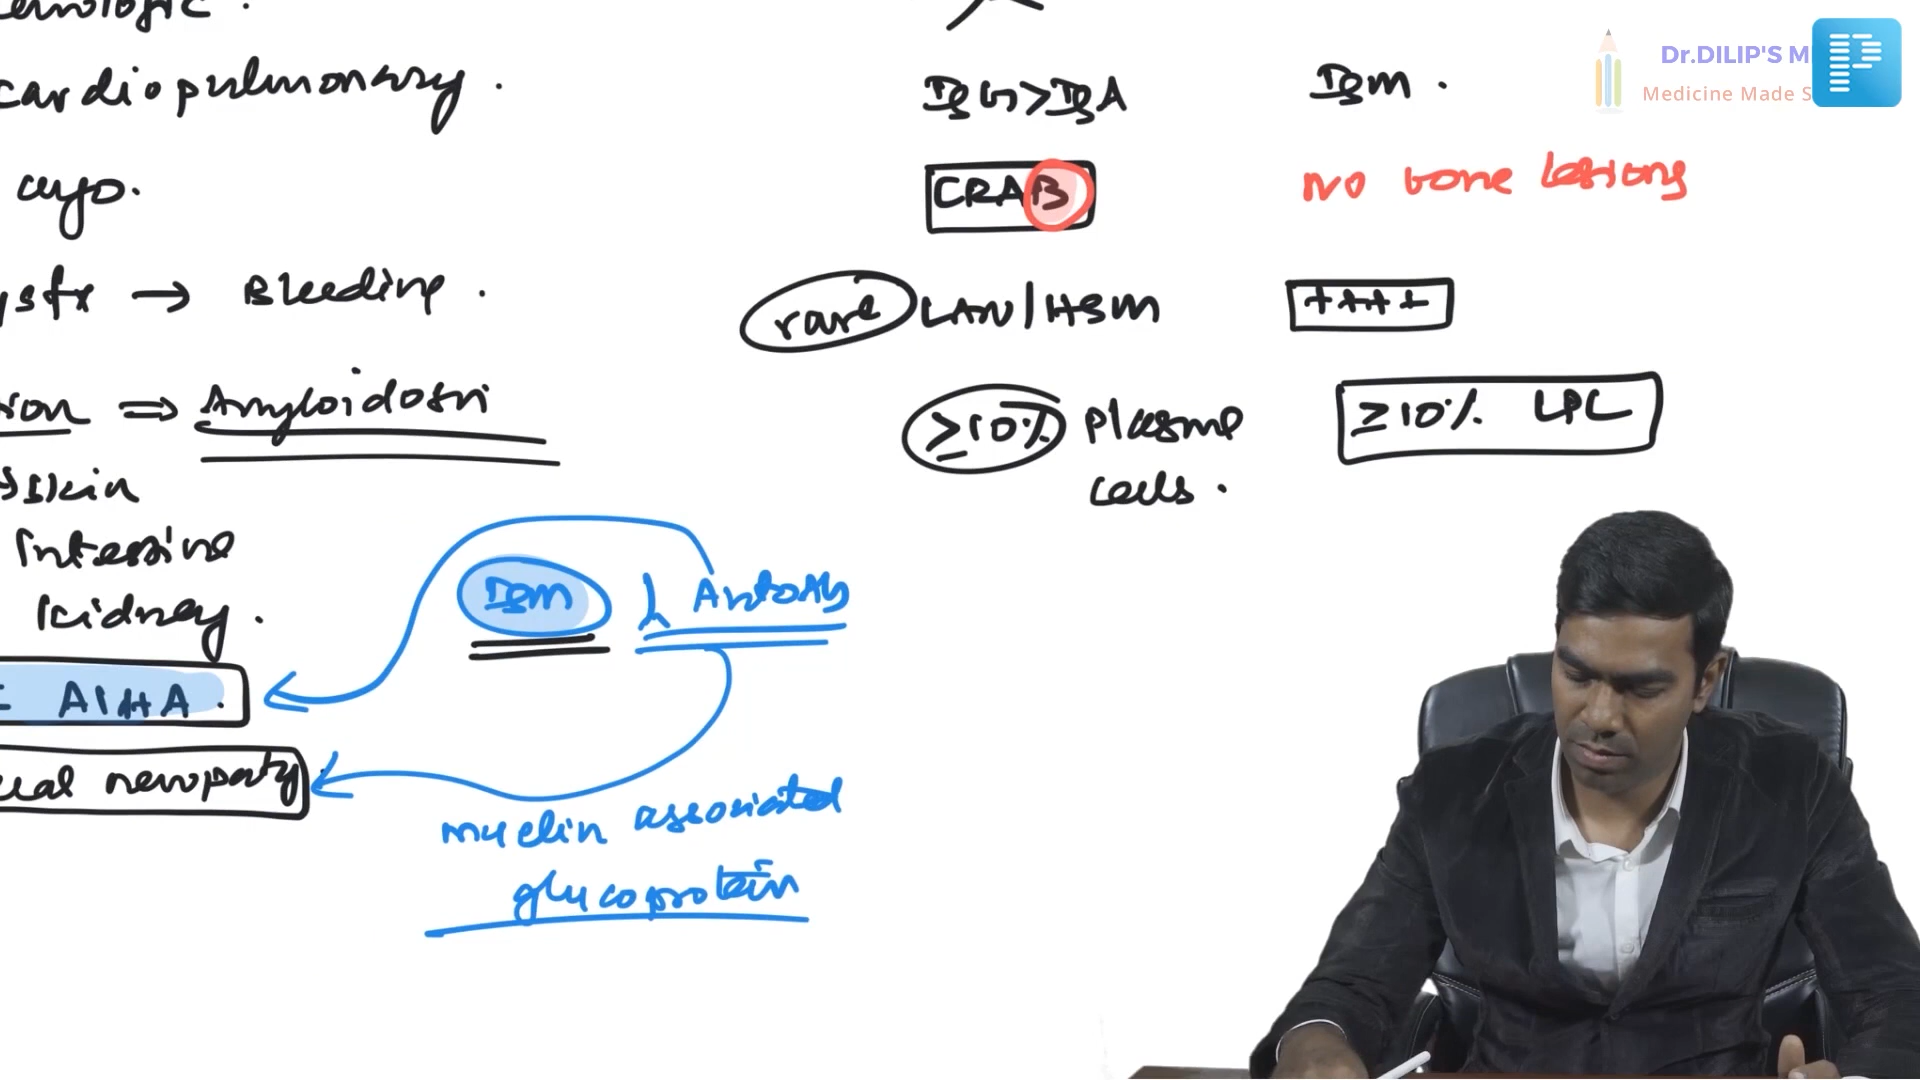 cardiopulmonary.
cryo.
→ Bleeding.
⇒ Amyloidosis
→ skin
Intestine
kidney.
AIHA.
neuropathy
IgM AutoAb
myelin associated
glycoprotein
IgG>IgA IgM.
CRAB no bone lesions
rare LAN/HSM ++++
≥10% plasma ≥10% LPL
cells.
Dr.DILIP'S M
Medicine Made S